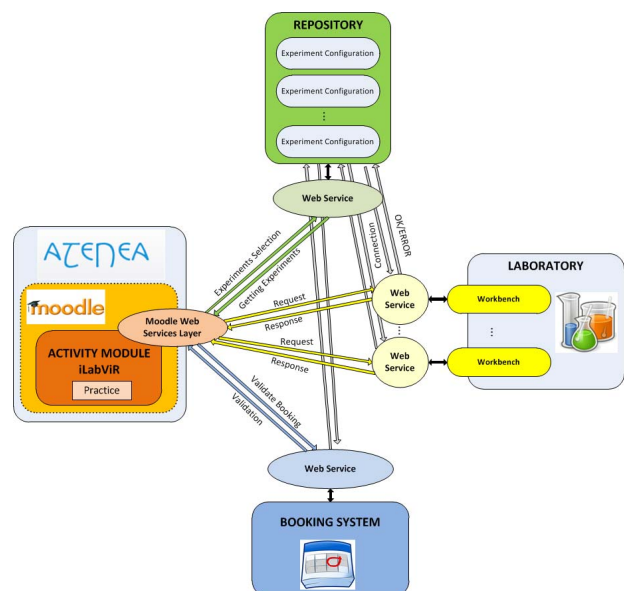 REPOSITORY
Experiment Configuration
Experiment Configuration
⋮
Experiment Configuration
Web Service
OK/ERROR
Connection
Experiments Selection
Getting Experiments
ATENEA
moodle
Moodle Web
Services Layer
ACTIVITY MODULE
iLabViR
Practice
Request
Response
Request
Response
Web
Service
Web
Service
LABORATORY
Workbench
⋮
Workbench
Validate Booking
Validation
Web Service
BOOKING SYSTEM